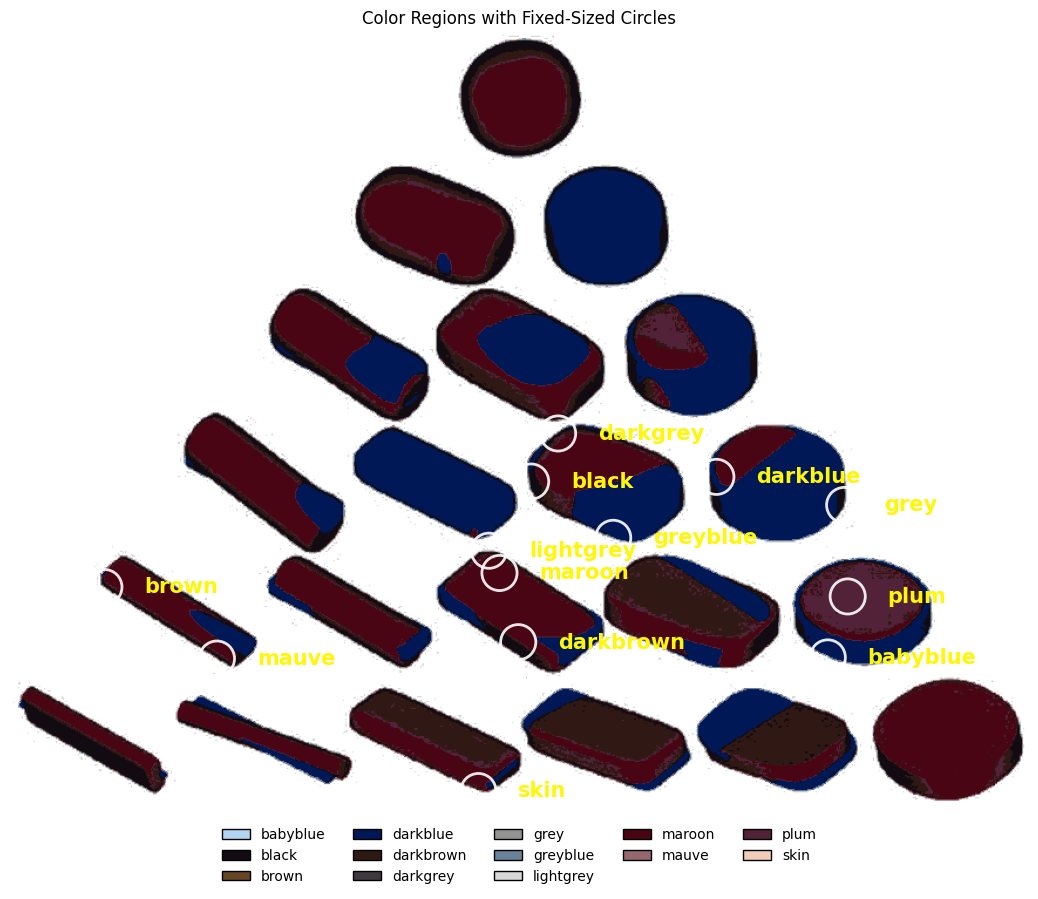 Color Regions with Fixed-Sized Circles
darkgrey
black
darkblue
grey
greyblue
lightgrey
maroon
brown
plum
darkbrown
mauve
babyblue
skin
babyblue darkblue grey maroon plum
black darkbrown greyblue mauve skin
brown darkgrey lightgrey